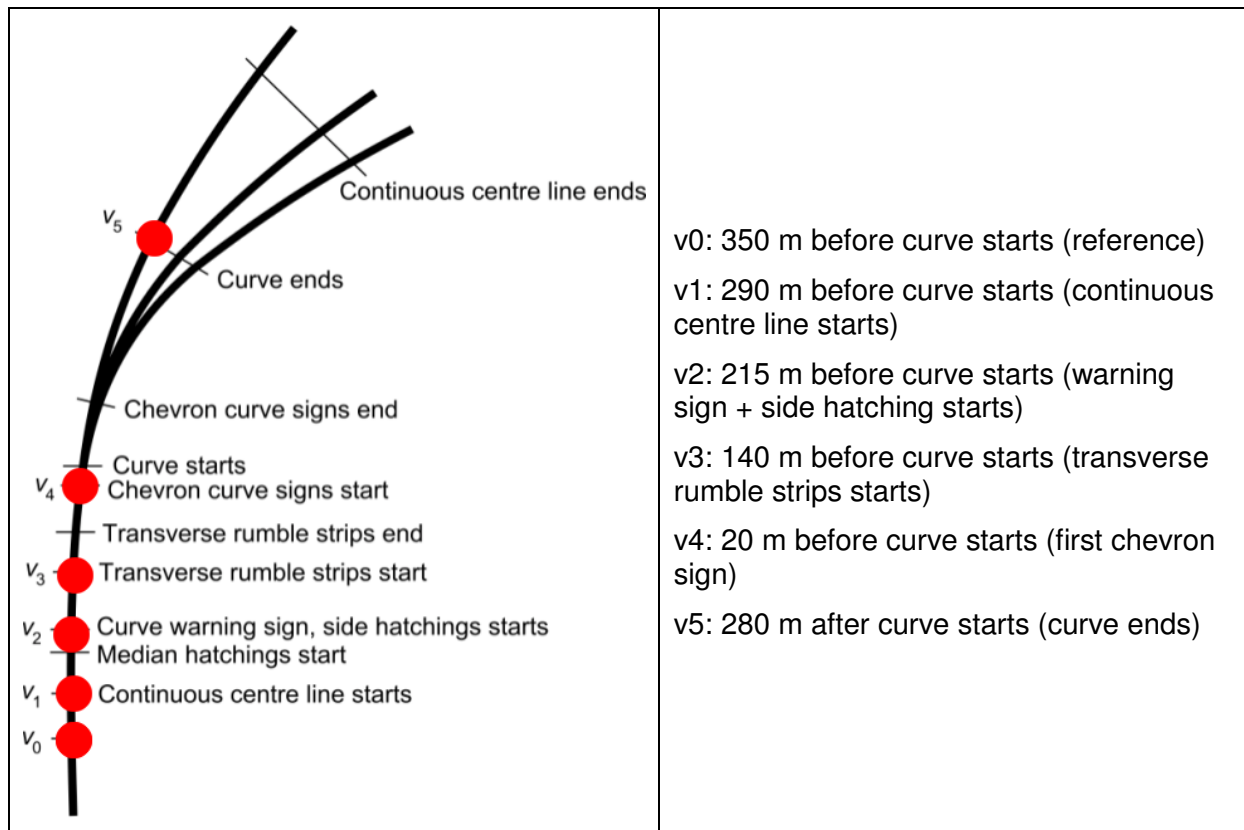 Continuous centre line ends
v5
Curve ends
Chevron curve signs end
Curve starts
v4
Chevron curve signs start
Transverse rumble strips end
v3
Transverse rumble strips start
v2
Curve warning sign, side hatchings starts
Median hatchings start
v1
Continuous centre line starts
v0
v0: 350 m before curve starts (reference)
v1: 290 m before curve starts (continuous
centre line starts)
v2: 215 m before curve starts (warning
sign + side hatching starts)
v3: 140 m before curve starts (transverse
rumble strips starts)
v4: 20 m before curve starts (first chevron
sign)
v5: 280 m after curve starts (curve ends)